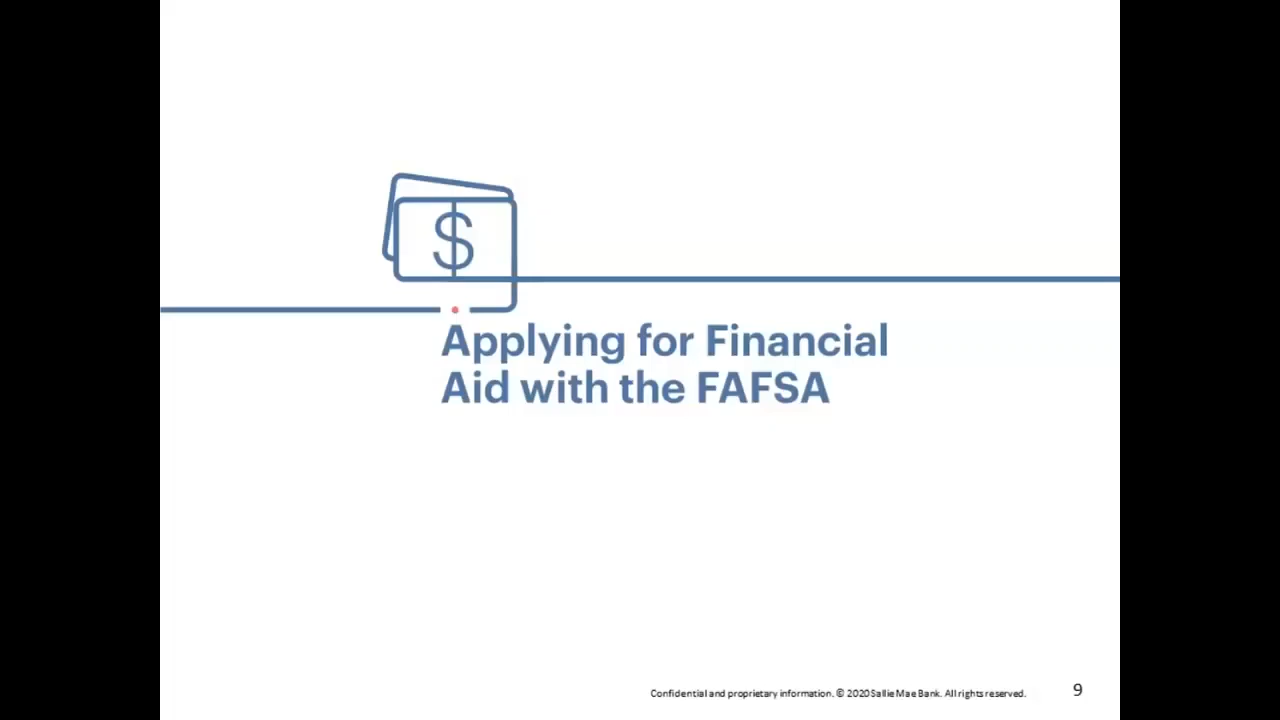 $
Applying for Financial
Aid with the FAFSA
Confidential and proprietary information. © 2020 Sallie Mae Bank. All rights reserved.
9